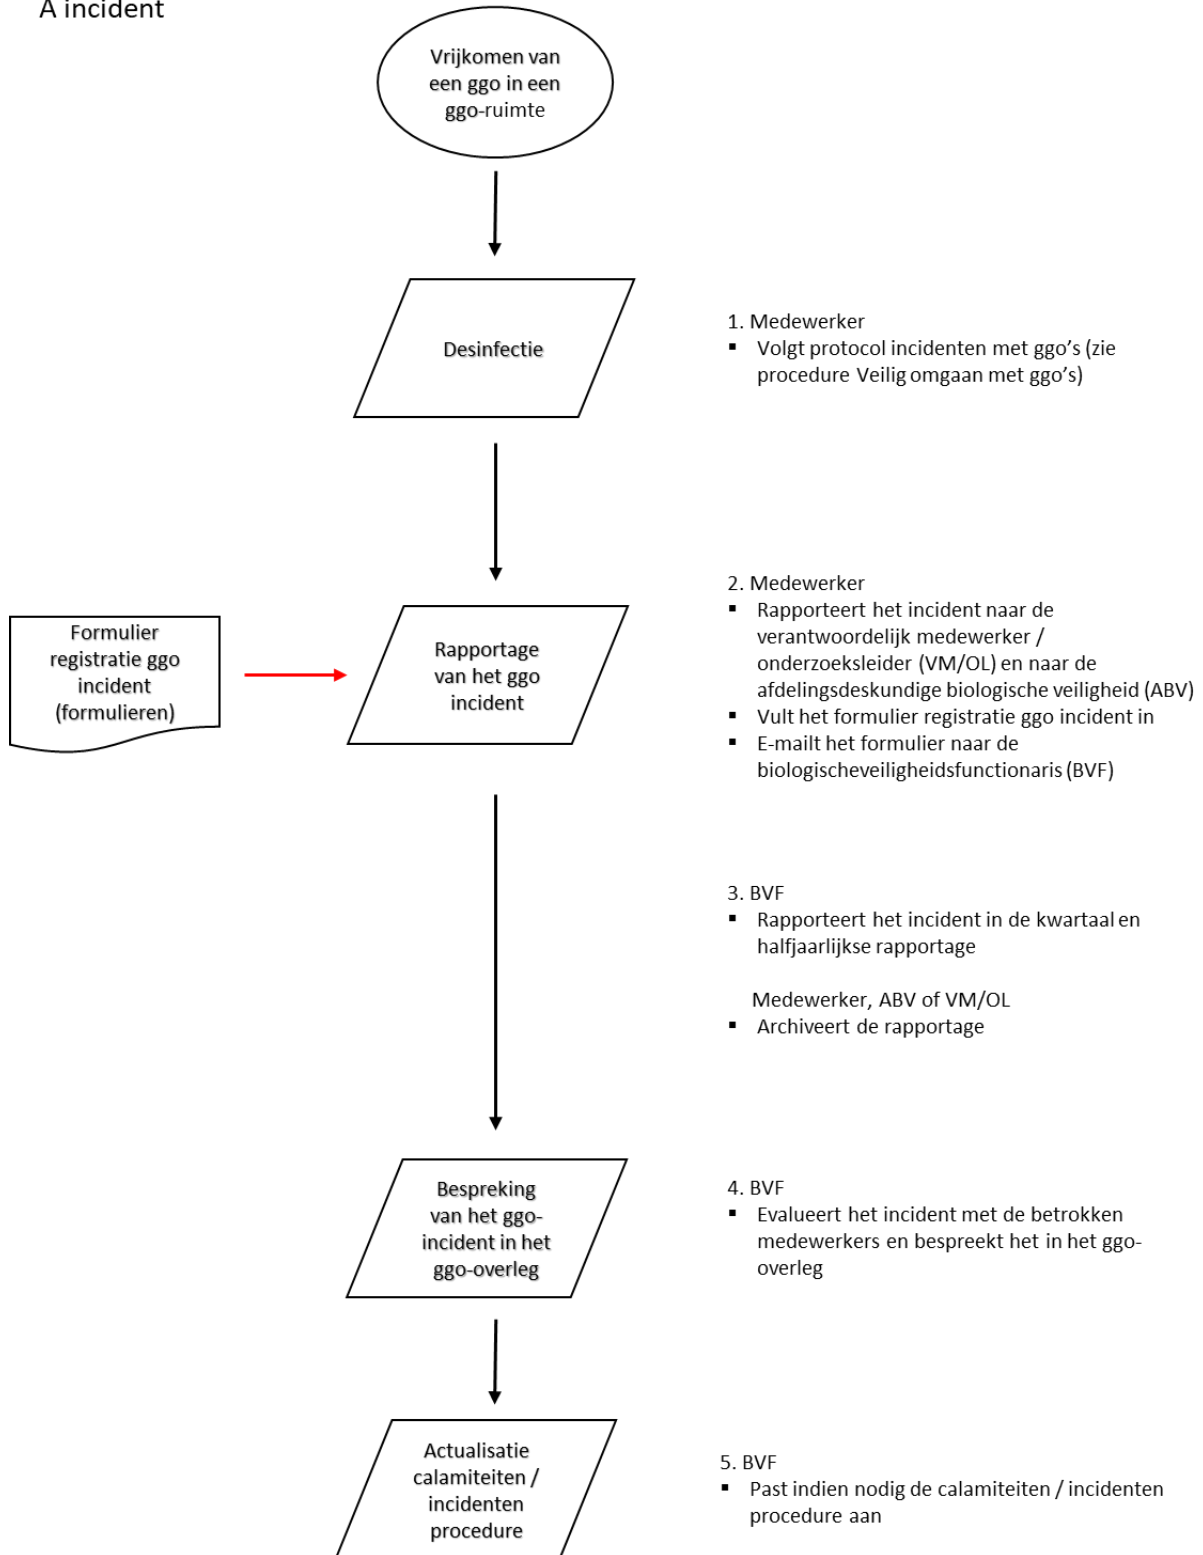 A incident
Vrijkomen van
een ggo in een
ggo-ruimte
Desinfectie
1. Medewerker
▪ Volgt protocol incidenten met ggo’s (zie
procedure Veilig omgaan met ggo’s)
Formulier
registratie ggo
incident
(formulieren)
Rapportage
van het ggo
incident
2. Medewerker
▪ Rapporteert het incident naar de
verantwoordelijk medewerker /
onderzoeksleider (VM/OL) en naar de
afdelingsdeskundige biologische veiligheid (ABV)
▪ Vult het formulier registratie ggo incident in
▪ E-mailt het formulier naar de
biologischeveiligheidsfunctionaris (BVF)
3. BVF
▪ Rapporteert het incident in de kwartaal en
halfjaarlijkse rapportage
Medewerker, ABV of VM/OL
▪ Archiveert de rapportage
Bespreking
van het ggo-
incident in het
ggo-overleg
4. BVF
▪ Evalueert het incident met de betrokken
medewerkers en bespreekt het in het ggo-
overleg
Actualisatie
calamiteiten /
incidenten
procedure
5. BVF
▪ Past indien nodig de calamiteiten / incidenten
procedure aan